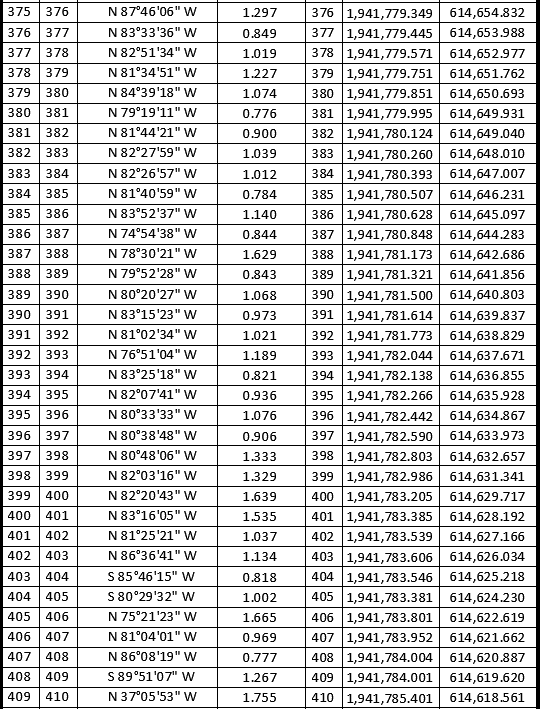 375 376 N 87°46'06" W 1.297 376 1,941,779.349 614,654.832
376 377 N 83°33'36" W 0.849 377 1,941,779.445 614,653.988
377 378 N 82°51'34" W 1.019 378 1,941,779.571 614,652.977
378 379 N 81°34'51" W 1.227 379 1,941,779.751 614,651.762
379 380 N 84°39'18" W 1.074 380 1,941,779.851 614,650.693
380 381 N 79°19'11" W 0.776 381 1,941,779.995 614,649.931
381 382 N 81°44'21" W 0.900 382 1,941,780.124 614,649.040
382 383 N 82°27'59" W 1.039 383 1,941,780.260 614,648.010
383 384 N 82°26'57" W 1.012 384 1,941,780.393 614,647.007
384 385 N 81°40'59" W 0.784 385 1,941,780.507 614,646.231
385 386 N 83°52'37" W 1.140 386 1,941,780.628 614,645.097
386 387 N 74°54'38" W 0.844 387 1,941,780.848 614,644.283
387 388 N 78°30'21" W 1.629 388 1,941,781.173 614,642.686
388 389 N 79°52'28" W 0.843 389 1,941,781.321 614,641.856
389 390 N 80°20'27" W 1.068 390 1,941,781.500 614,640.803
390 391 N 83°15'23" W 0.973 391 1,941,781.614 614,639.837
391 392 N 81°02'34" W 1.021 392 1,941,781.773 614,638.829
392 393 N 76°51'04" W 1.189 393 1,941,782.044 614,637.671
393 394 N 83°25'18" W 0.821 394 1,941,782.138 614,636.855
394 395 N 82°07'41" W 0.936 395 1,941,782.266 614,635.928
395 396 N 80°33'33" W 1.076 396 1,941,782.442 614,634.867
396 397 N 80°38'48" W 0.906 397 1,941,782.590 614,633.973
397 398 N 80°48'06" W 1.333 398 1,941,782.803 614,632.657
398 399 N 82°03'16" W 1.329 399 1,941,782.986 614,631.341
399 400 N 82°20'43" W 1.639 400 1,941,783.205 614,629.717
400 401 N 83°16'05" W 1.535 401 1,941,783.385 614,628.192
401 402 N 81°25'21" W 1.037 402 1,941,783.539 614,627.166
402 403 N 86°36'41" W 1.134 403 1,941,783.606 614,626.034
403 404 S 85°46'15" W 0.818 404 1,941,783.546 614,625.218
404 405 S 80°29'32" W 1.002 405 1,941,783.381 614,624.230
405 406 N 75°21'23" W 1.665 406 1,941,783.801 614,622.619
406 407 N 81°04'01" W 0.969 407 1,941,783.952 614,621.662
407 408 N 86°08'19" W 0.777 408 1,941,784.004 614,620.887
408 409 S 89°51'07" W 1.267 409 1,941,784.001 614,619.620
409 410 N 37°05'53" W 1.755 410 1,941,785.401 614,618.561